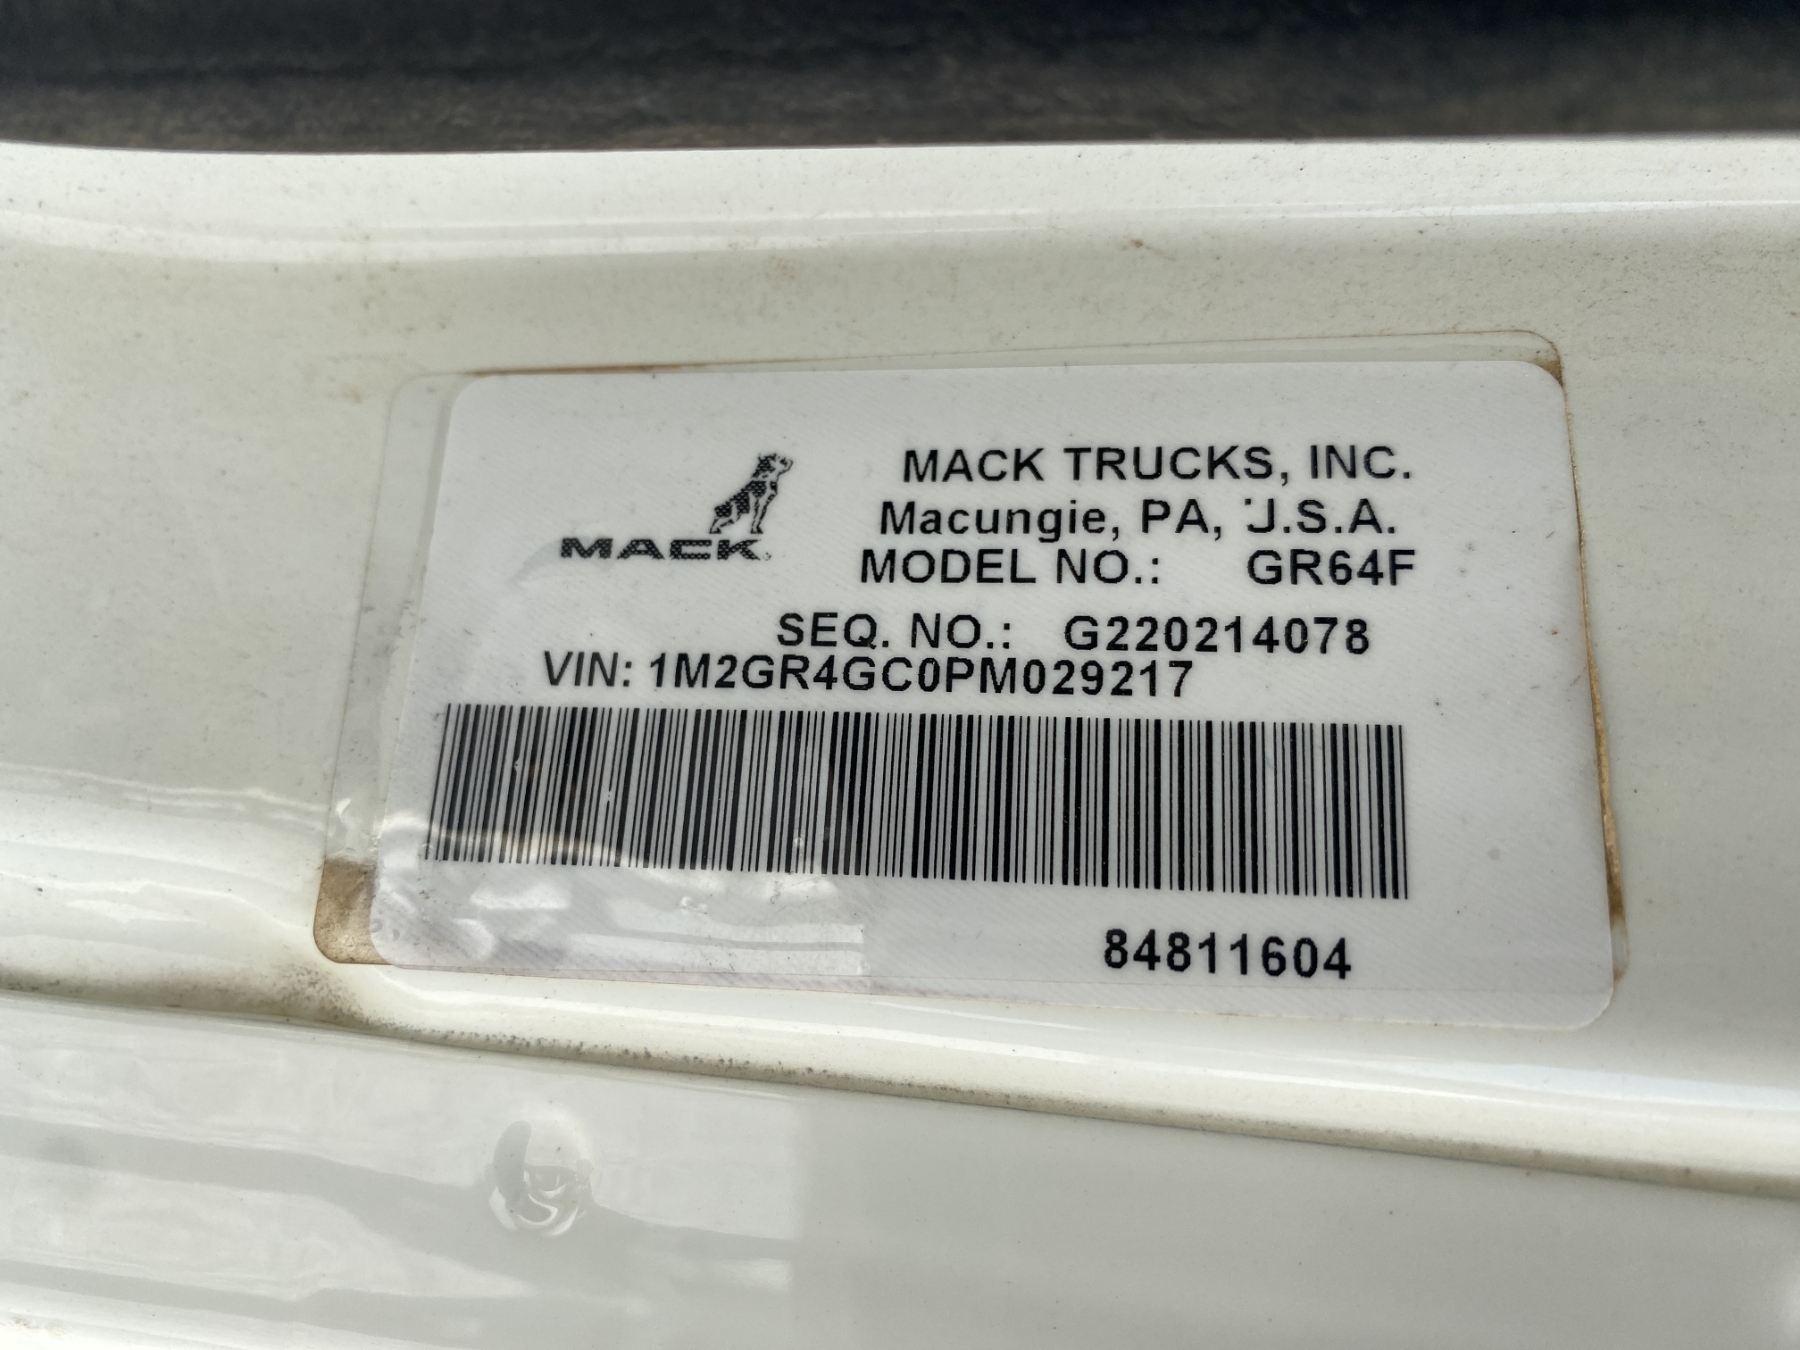 MACK
MACK TRUCKS, INC.
Macungie, PA, U.S.A.
MODEL NO.: GR64F
SEQ. NO.: G220214078
VIN: 1M2GR4GC0PM029217
84811604